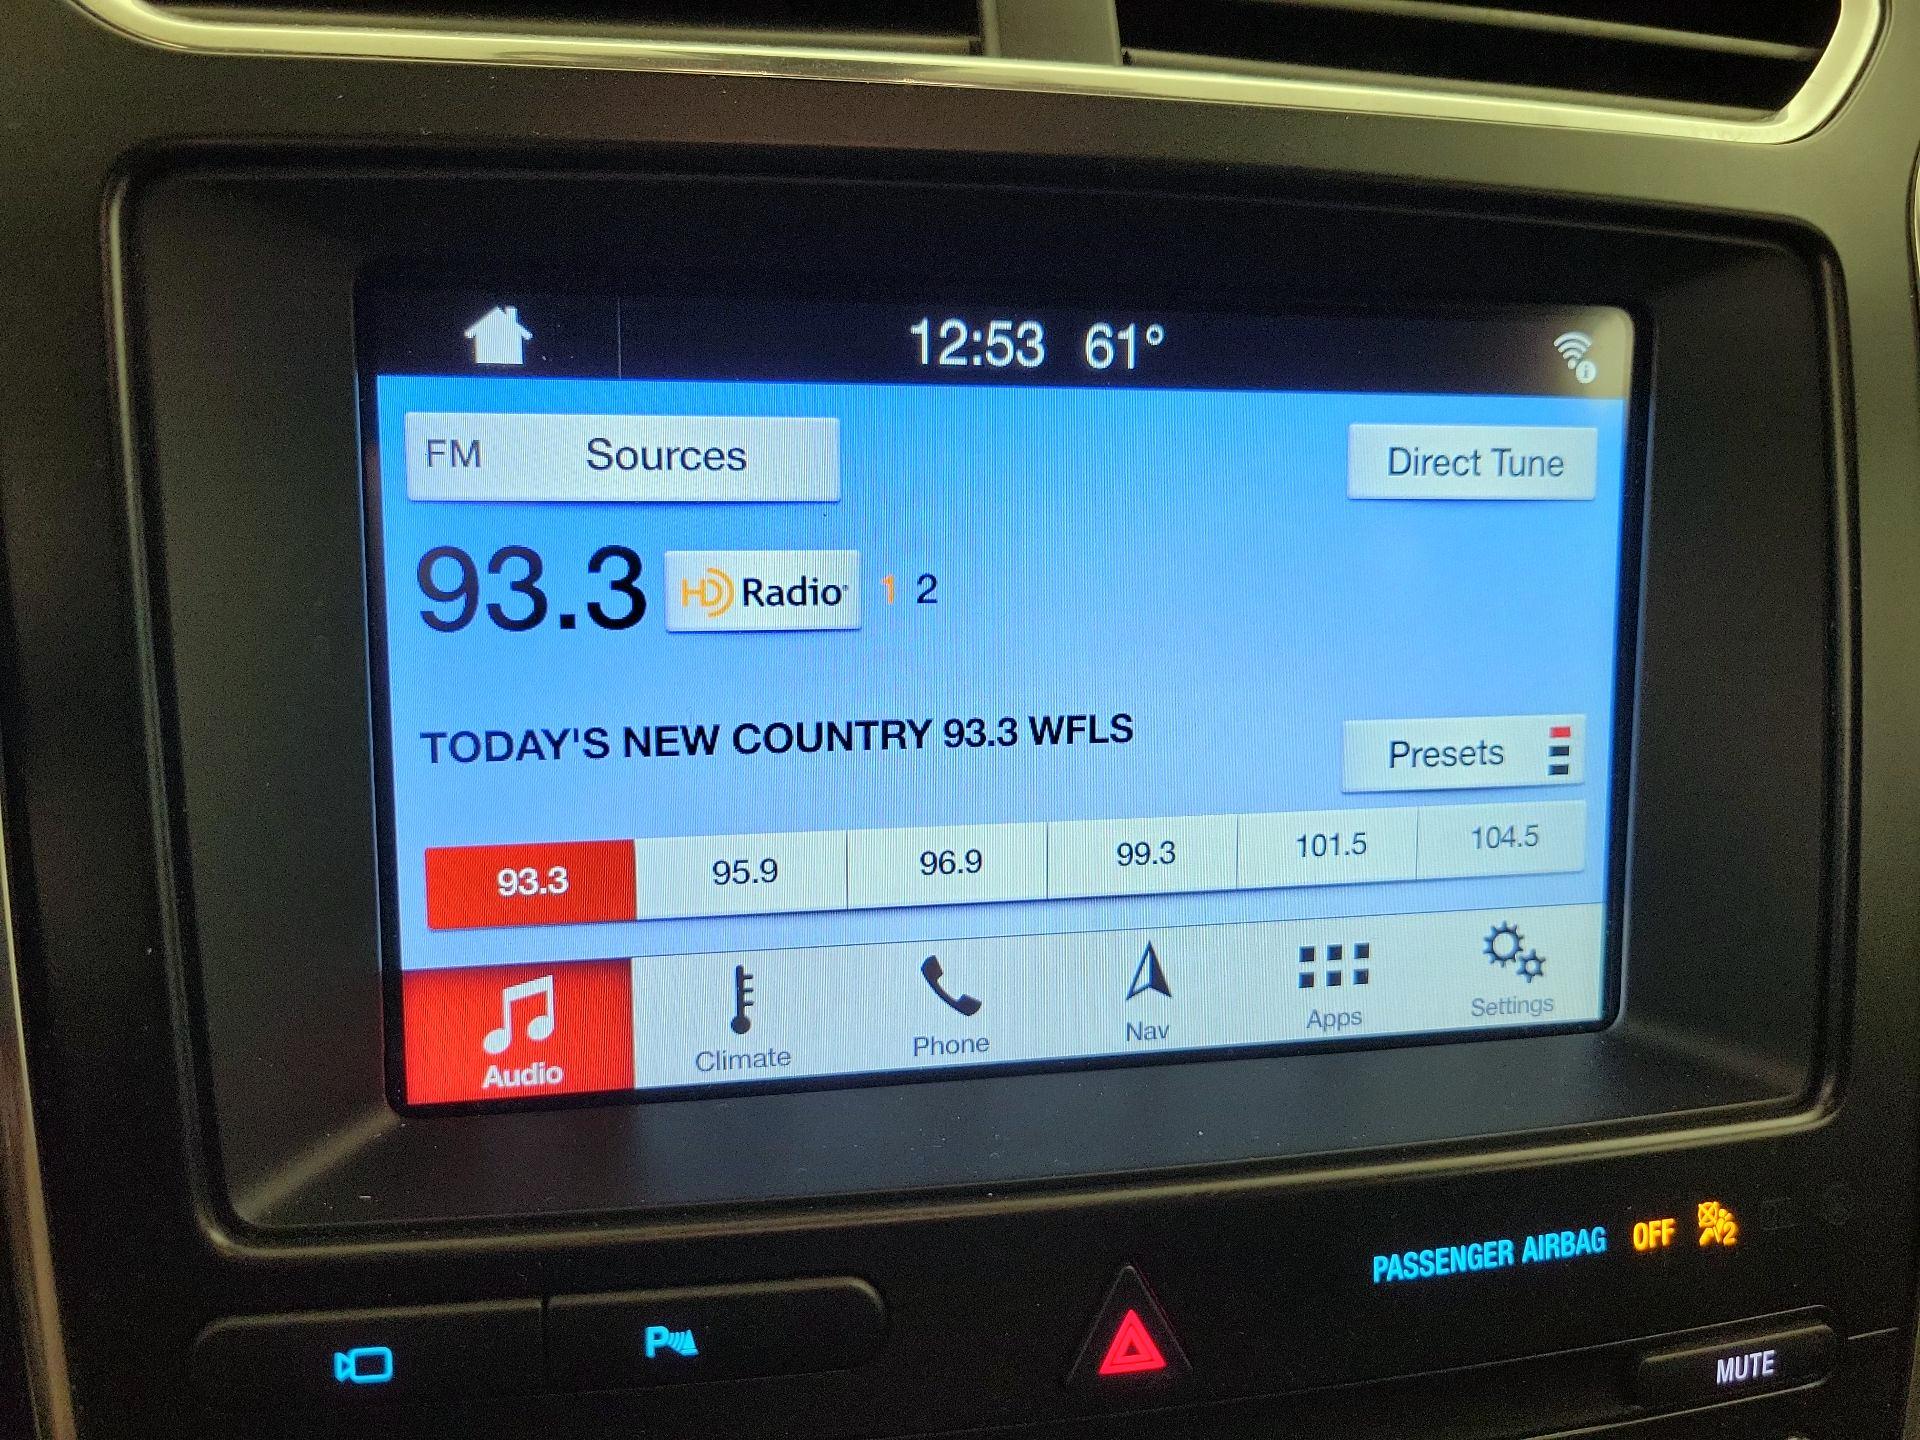 12:53 61°
FM Sources
Direct Tune
93.3 HD Radio 1 2
TODAY'S NEW COUNTRY 93.3 WFLS
Presets
93.3 95.9 96.9 99.3 101.5 104.5
Audio Climate Phone Nav Apps Settings
PASSENGER AIRBAG OFF
P
MUTE